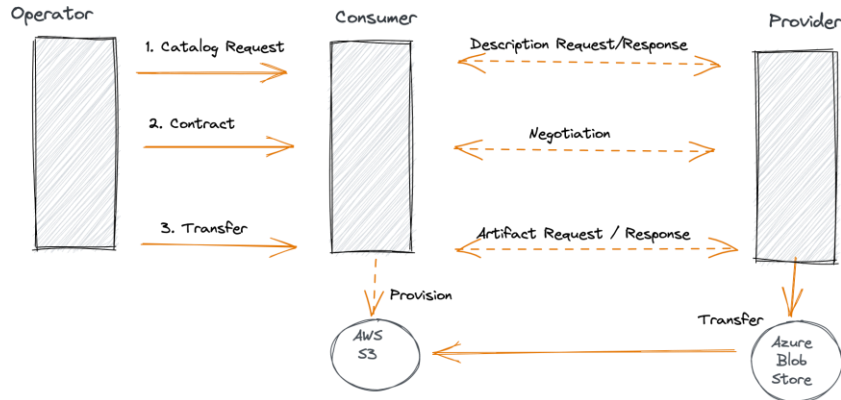 Operator
Consumer
Provider
1. Catalog Request
Description Request/Response
2. Contract
Negotiation
3. Transfer
Artifact Request / Response
Provision
Transfer
AWS
S3
Azure
Blob
Store